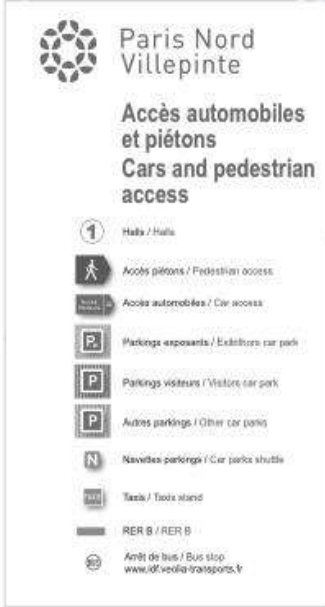 Paris Nord
Villepinte
Accès automobiles
et piétons
Cars and pedestrian
access
1
Halls / Halls
Accès piétons / Pedestrian access
Accès automobiles / Car access
P
Parkings exposants / Exhibitors car park
P
Parkings visiteurs / Visitors car park
P
Autres parkings / Other car parks
N
Navettes parkings / Car parks shuttle
TAXIS
Taxis / Taxis stand
RER B / RER B
BUS
Arrêt de bus / Bus stop
www.idf.veolia-transports.fr